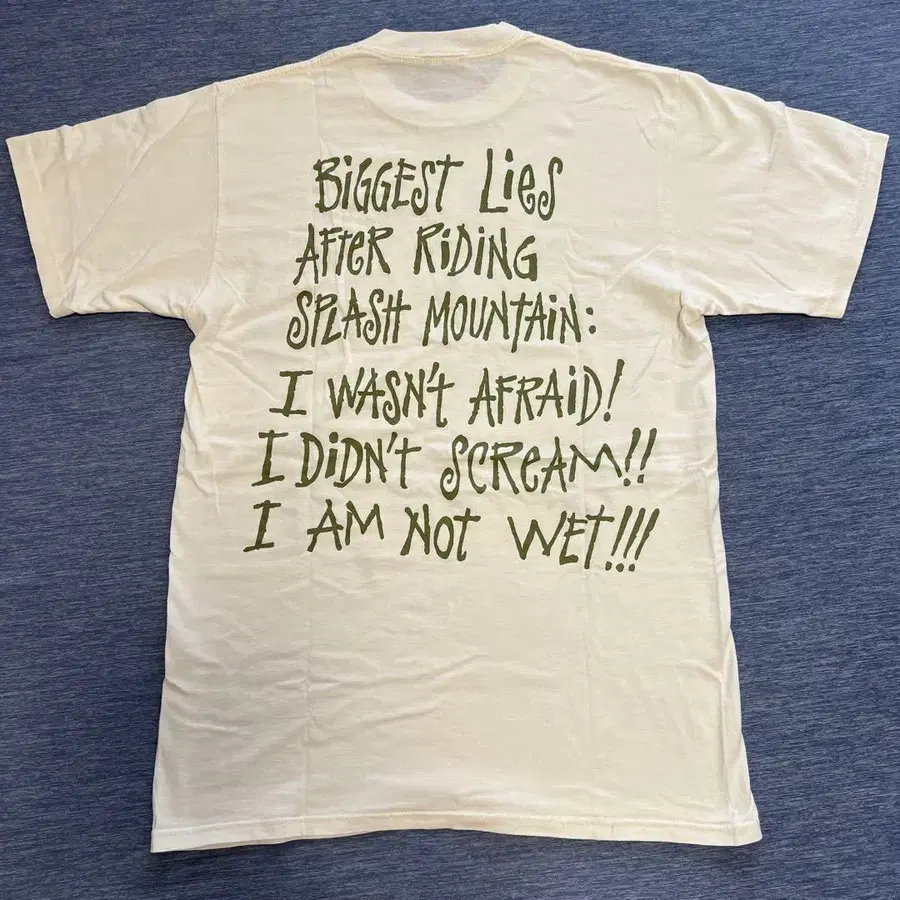 BiGGEST LieS
AFtER RiDiNG
SPLASH MOUNTAiN:
I WASN't AFRAiD!
I DiDN'T SCREAM!!
I AM NOT WET!!!